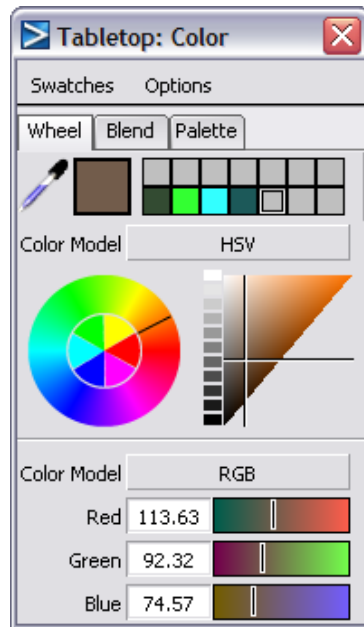 Tabletop: Color
Swatches Options
Wheel Blend Palette
Color Model HSV
Color Model RGB
Red 113.63
Green 92.32
Blue 74.57